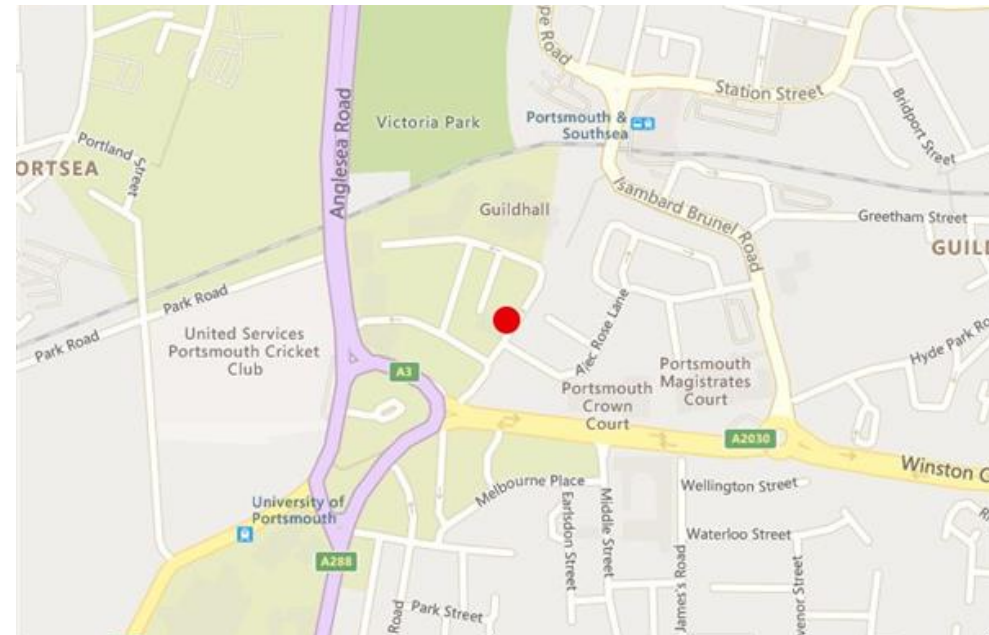 pe Road
Station Street
Bridport Street
Portsmouth &
Southsea
Victoria Park
Anglesea Road
Portland Street
ORTSEA
Guildhall
Isambard Brunel Road
Greetham Street
GUIL
Park Road
Park Road
United Services
Portsmouth Cricket
Club
Alec Rose Lane
Hyde Park Ro
A3
Portsmouth
Crown
Court
Portsmouth
Magistrates
Court
A2030
Winston C
Melbourne Place
Wellington Street
University of
Portsmouth
Earlsdon Street
Middle Street
Waterloo Street
A288
James's Road
venor Street
Road
Park Street